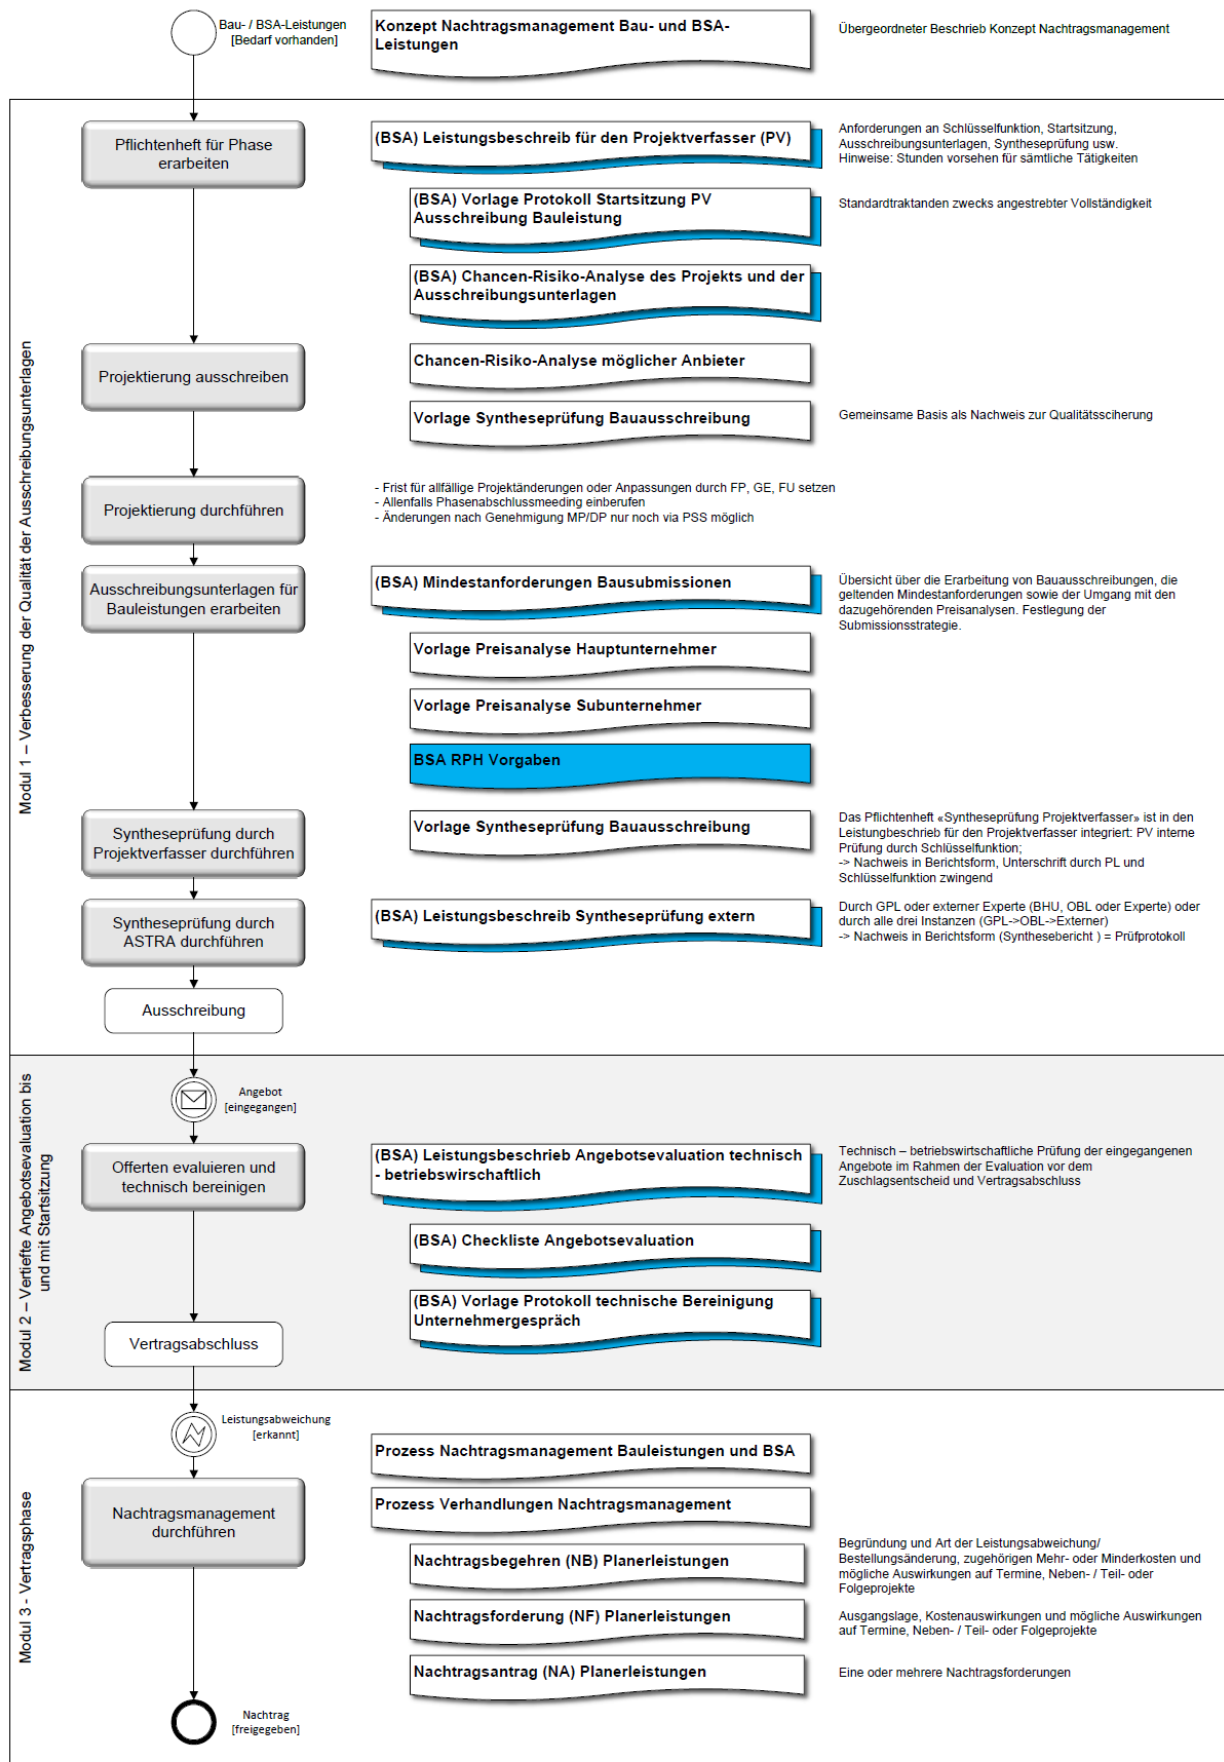 Bau- / BSA-Leistungen
[Bedarf vorhanden]
Konzept Nachtragsmanagement Bau- und BSA-
Leistungen
Übergeordneter Beschrieb Konzept Nachtragsmanagement
Modul 1 – Verbesserung der Qualität der Ausschreibungsunterlagen
Pflichtenheft für Phase
erarbeiten
(BSA) Leistungsbeschreib für den Projektverfasser (PV)
Anforderungen an Schlüsselfunktion, Startsitzung,
Ausschreibungsunterlagen, Syntheseprüfung usw.
Hinweise: Stunden vorsehen für sämtliche Tätigkeiten
(BSA) Vorlage Protokoll Startsitzung PV
Ausschreibung Bauleistung
Standardtraktanden zwecks angestrebter Vollständigkeit
(BSA) Chancen-Risiko-Analyse des Projekts und der
Ausschreibungsunterlagen
Projektierung ausschreiben
Chancen-Risiko-Analyse möglicher Anbieter
Vorlage Syntheseprüfung Bauausschreibung
Gemeinsame Basis als Nachweis zur Qualitätssciherung
Projektierung durchführen
- Frist für allfällige Projektänderungen oder Anpassungen durch FP, GE, FU setzen
- Allenfalls Phasenabschlussmeeding einberufen
- Änderungen nach Genehmigung MP/DP nur noch via PSS möglich
Ausschreibungsunterlagen für
Bauleistungen erarbeiten
(BSA) Mindestanforderungen Bausubmissionen
Übersicht über die Erarbeitung von Bauausschreibungen, die
geltenden Mindestanforderungen sowie der Umgang mit den
dazugehörenden Preisanalysen. Festlegung der
Submissionsstrategie.
Vorlage Preisanalyse Hauptunternehmer
Vorlage Preisanalyse Subunternehmer
BSA RPH Vorgaben
Syntheseprüfung durch
Projektverfasser durchführen
Vorlage Syntheseprüfung Bauausschreibung
Das Pflichtenheft «Syntheseprüfung Projektverfasser» ist in den
Leistungbeschrieb für den Projektverfasser integriert: PV interne
Prüfung durch Schlüsselfunktion;
-> Nachweis in Berichtsform, Unterschrift durch PL und
Schlüsselfunktion zwingend
Syntheseprüfung durch
ASTRA durchführen
(BSA) Leistungsbeschreib Syntheseprüfung extern
Durch GPL oder externer Experte (BHU, OBL oder Experte) oder
durch alle drei Instanzen (GPL->OBL->Externer)
-> Nachweis in Berichtsform (Synthesebericht ) = Prüfprotokoll
Ausschreibung
Modul 2 – Vertiefte Angebotsevaluation bis
und mit Startsitzung
Angebot
[eingegangen]
Offerten evaluieren und
technisch bereinigen
(BSA) Leistungsbeschrieb Angebotsevaluation technisch
- betriebswirschaftlich
Technisch – betriebswirtschaftliche Prüfung der eingegangenen
Angebote im Rahmen der Evaluation vor dem
Zuschlagsentscheid und Vertragsabschluss
(BSA) Checkliste Angebotsevaluation
(BSA) Vorlage Protokoll technische Bereinigung
Unternehmergespräch
Vertragsabschluss
Modul 3 - Vertragsphase
Leistungsabweichung
[erkannt]
Prozess Nachtragsmanagement Bauleistungen und BSA
Nachtragsmanagement
durchführen
Prozess Verhandlungen Nachtragsmanagement
Nachtragsbegehren (NB) Planerleistungen
Begründung und Art der Leistungsabweichung/
Bestellungsänderung, zugehörigen Mehr- oder Minderkosten und
mögliche Auswirkungen auf Termine, Neben- / Teil- oder
Folgeprojekte
Nachtragsforderung (NF) Planerleistungen
Ausgangslage, Kostenauswirkungen und mögliche Auswirkungen
auf Termine, Neben- / Teil- oder Folgeprojekte
Nachtragsantrag (NA) Planerleistungen
Eine oder mehrere Nachtragsforderungen
Nachtrag
[freigegeben]